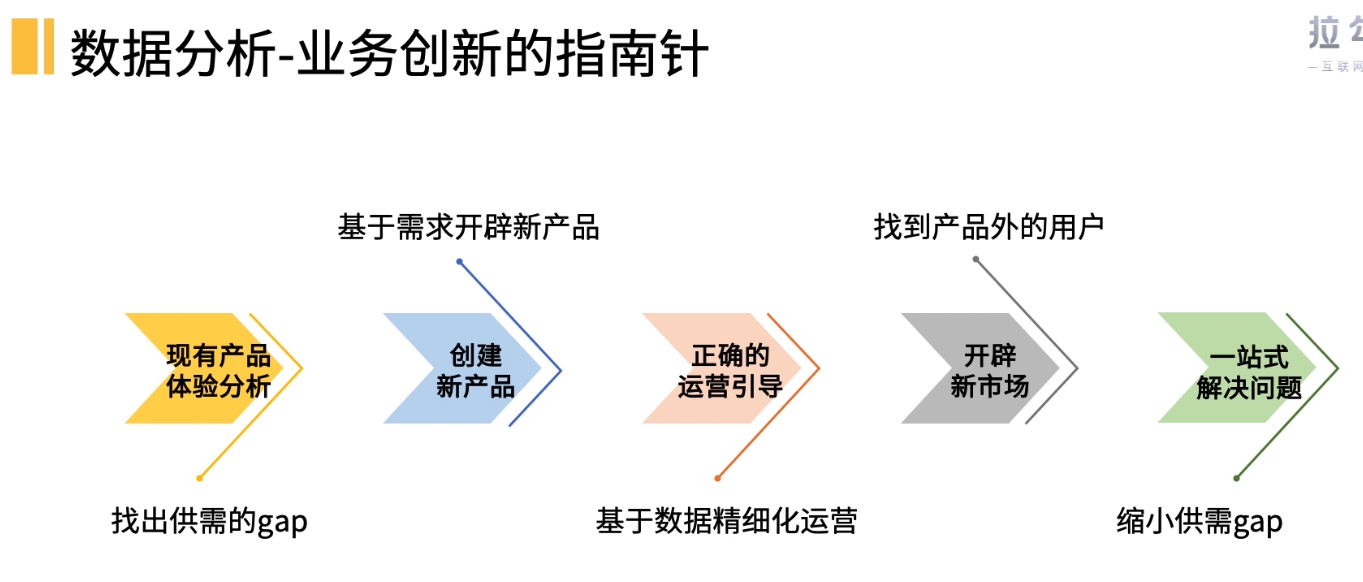 数据分析-业务创新的指南针
拉
一互联网
基于需求开辟新产品
找到产品外的用户
现有产品
体验分析
创建
新产品
正确的
运营引导
开辟
新市场
一站式
解决问题
找出供需的gap
基于数据精细化运营
缩小供需gap